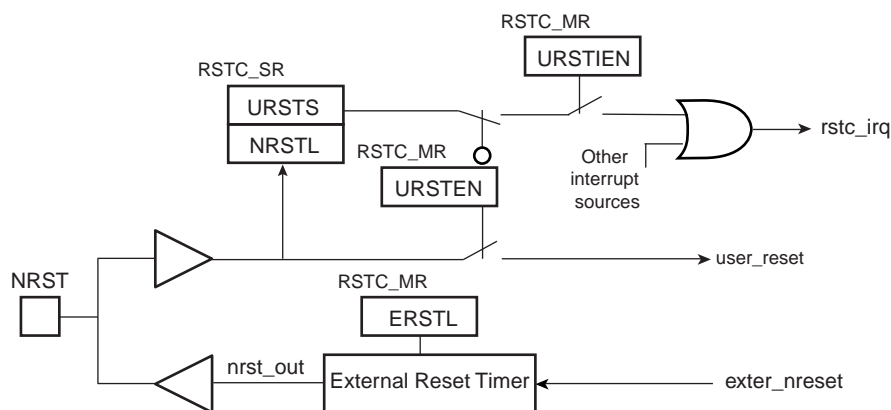 RSTC_MR
URSTIEN
RSTC_SR
URSTS
NRSTL
rstc_irq
RSTC_MR
URSTEN
Other
interrupt
sources
NRST
user_reset
RSTC_MR
ERSTL
nrst_out
External Reset Timer
exter_nreset